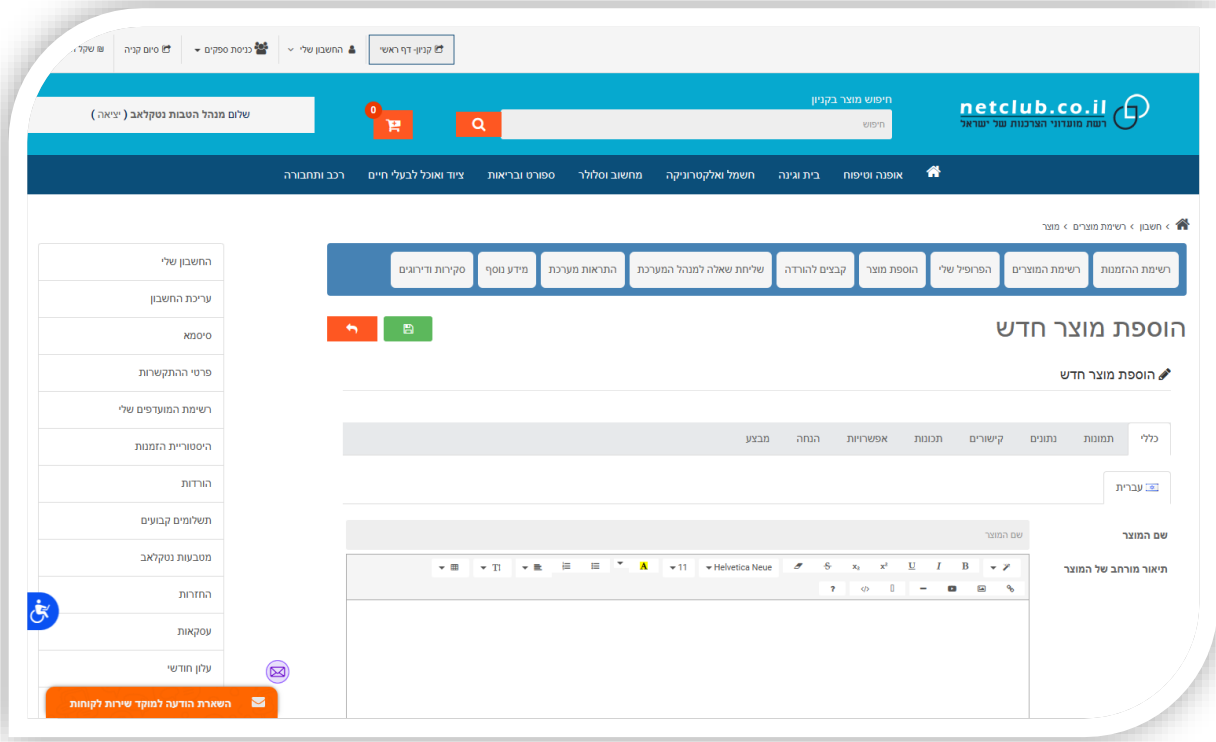 קניון- דף ראשי
החשבון שלי
כניסת ספקים
סיום קניה
₪ שקל
netclub.co.il
רשת מועדוני הצרכנות של ישראל
חיפוש מוצר בקניון
חיפוש
0
שלום מנהל הטבות נטקלאב ( יציאה )
אופנה וטיפוח בית וגינה חשמל ואלקטרוניקה מחשוב וסלולר ספורט ובריאות ציוד ואוכל לבעלי חיים רכב ותחבורה
חשבון › רשימת מוצרים › מוצר
רשימת ההזמנות רשימת המוצרים הפרופיל שלי הוספת מוצר קבצים להורדה שליחת שאלה למנהל המערכת התראות מערכת מידע נוסף סקירות ודירוגים
הוספת מוצר חדש
הוספת מוצר חדש
כללי תמונות נתונים קישורים תכונות אפשרויות הנחה מבצע
עברית
שם המוצר
שם המוצר
תיאור מורחב של המוצר
B I U x² x₂ S Helvetica Neue 11 A TI
? </>
החשבון שלי
עריכת החשבון
סיסמא
פרטי ההתקשרות
רשימת המועדפים שלי
היסטוריית הזמנות
הורדות
תשלומים קבועים
מטבעות נטקלאב
החזרות
עסקאות
עלון חודשי
השארת הודעה למוקד שירות לקוחות